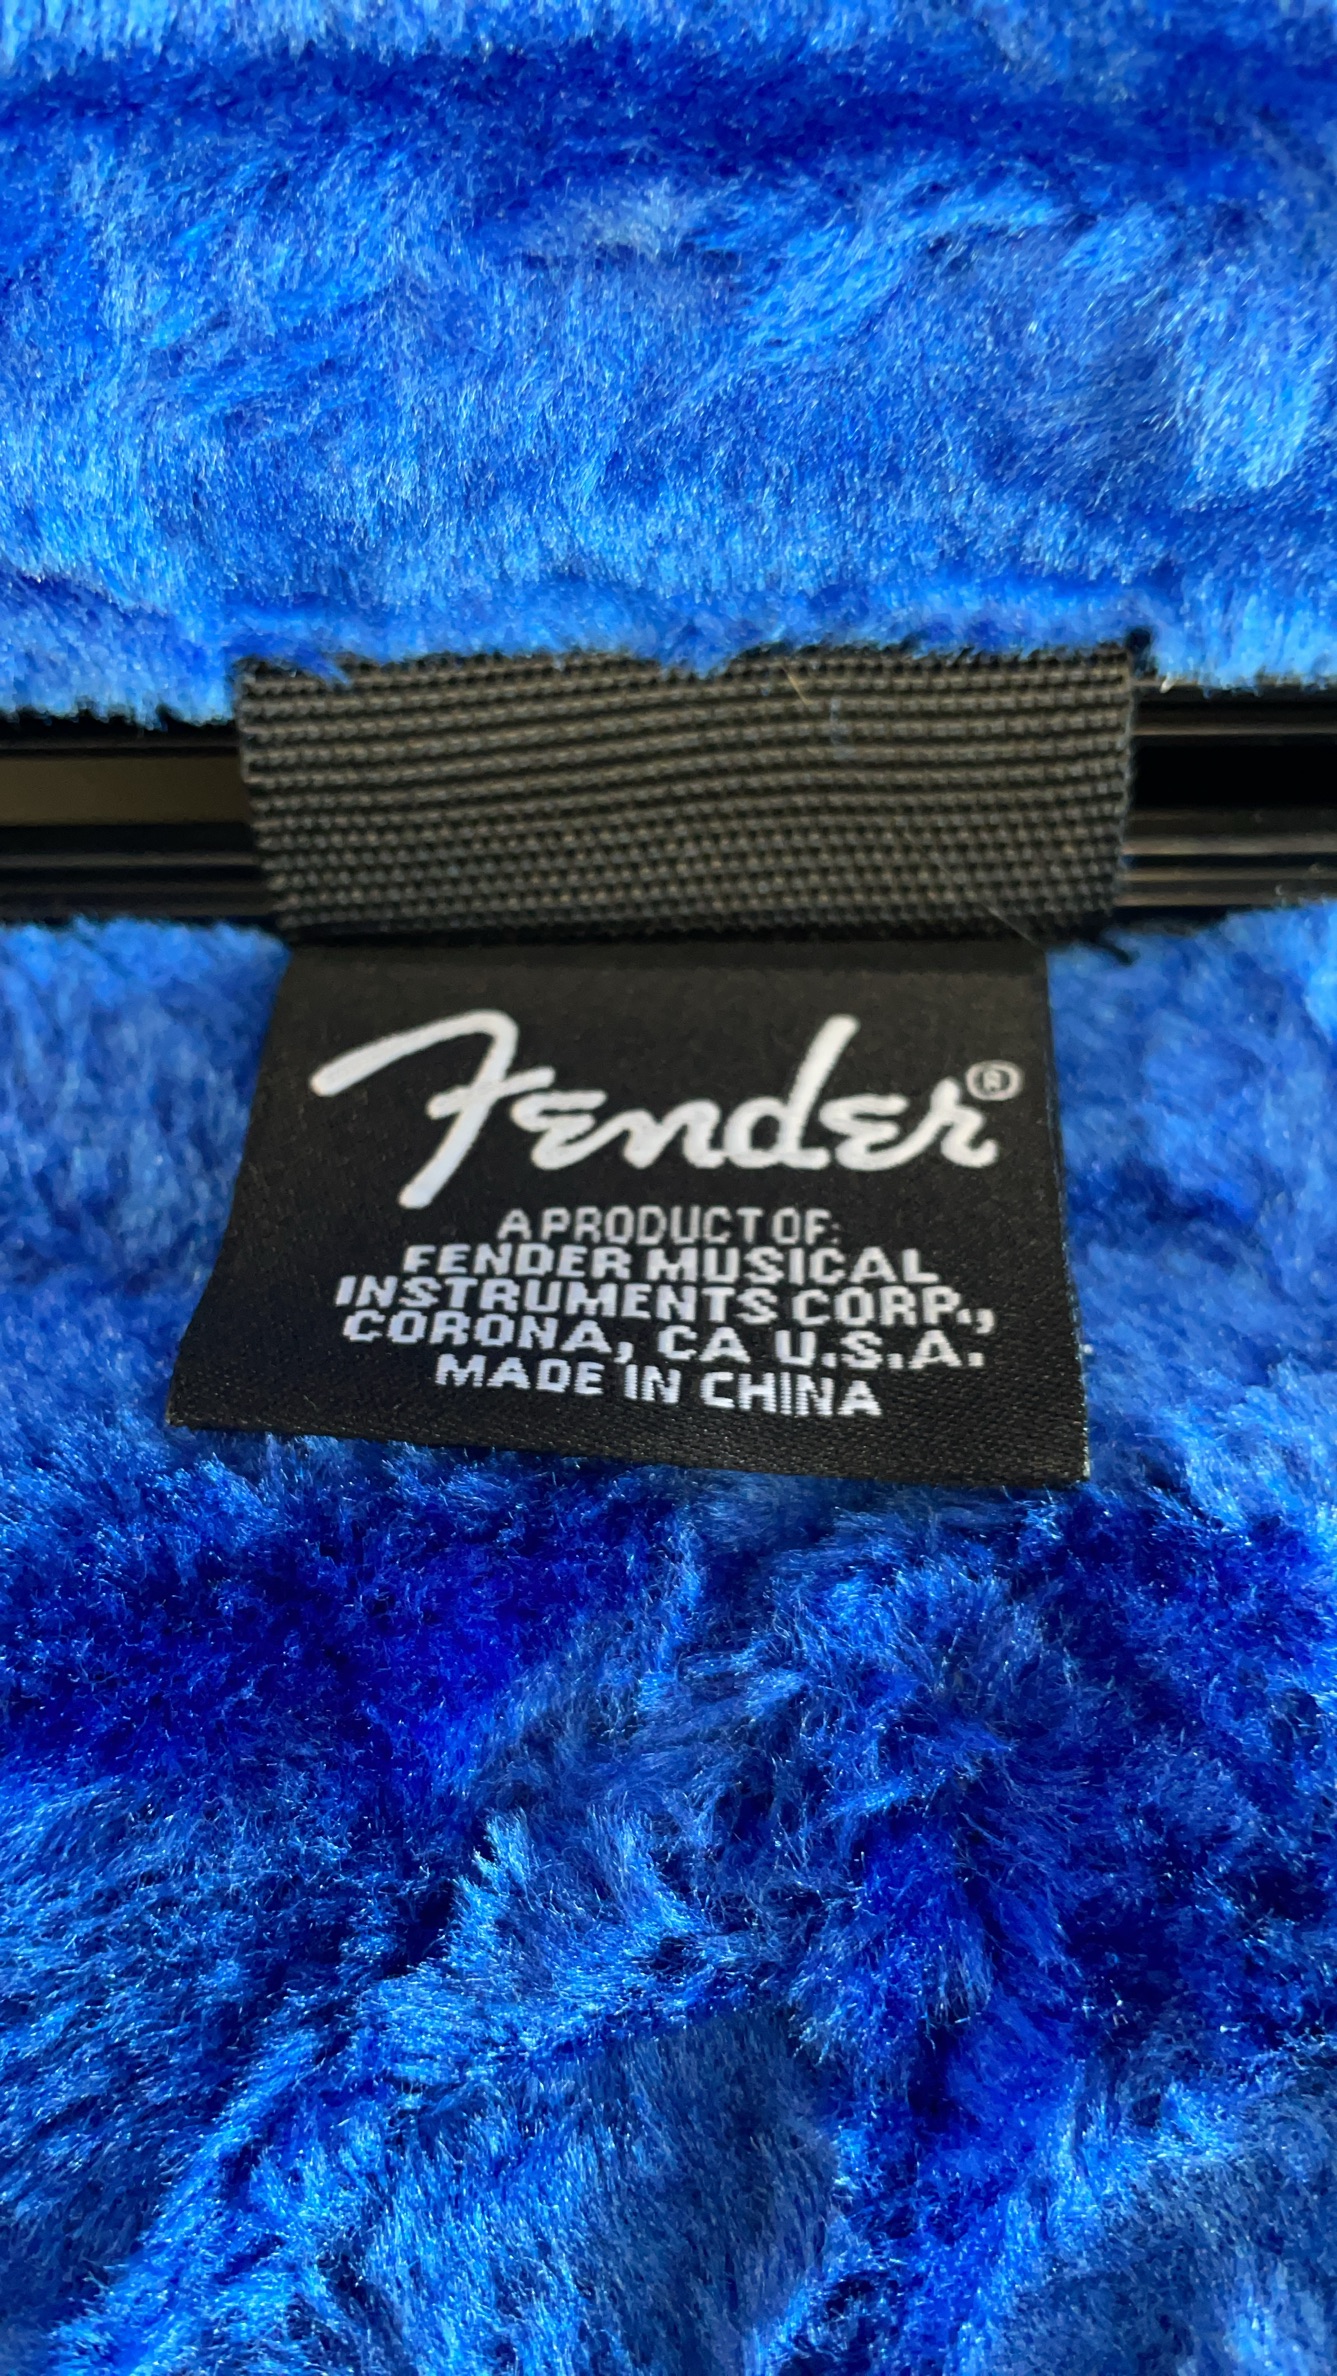 Fender®
A PRODUCT OF:
FENDER MUSICAL
INSTRUMENTS CORP.,
CORONA, CA U.S.A.
MADE IN CHINA